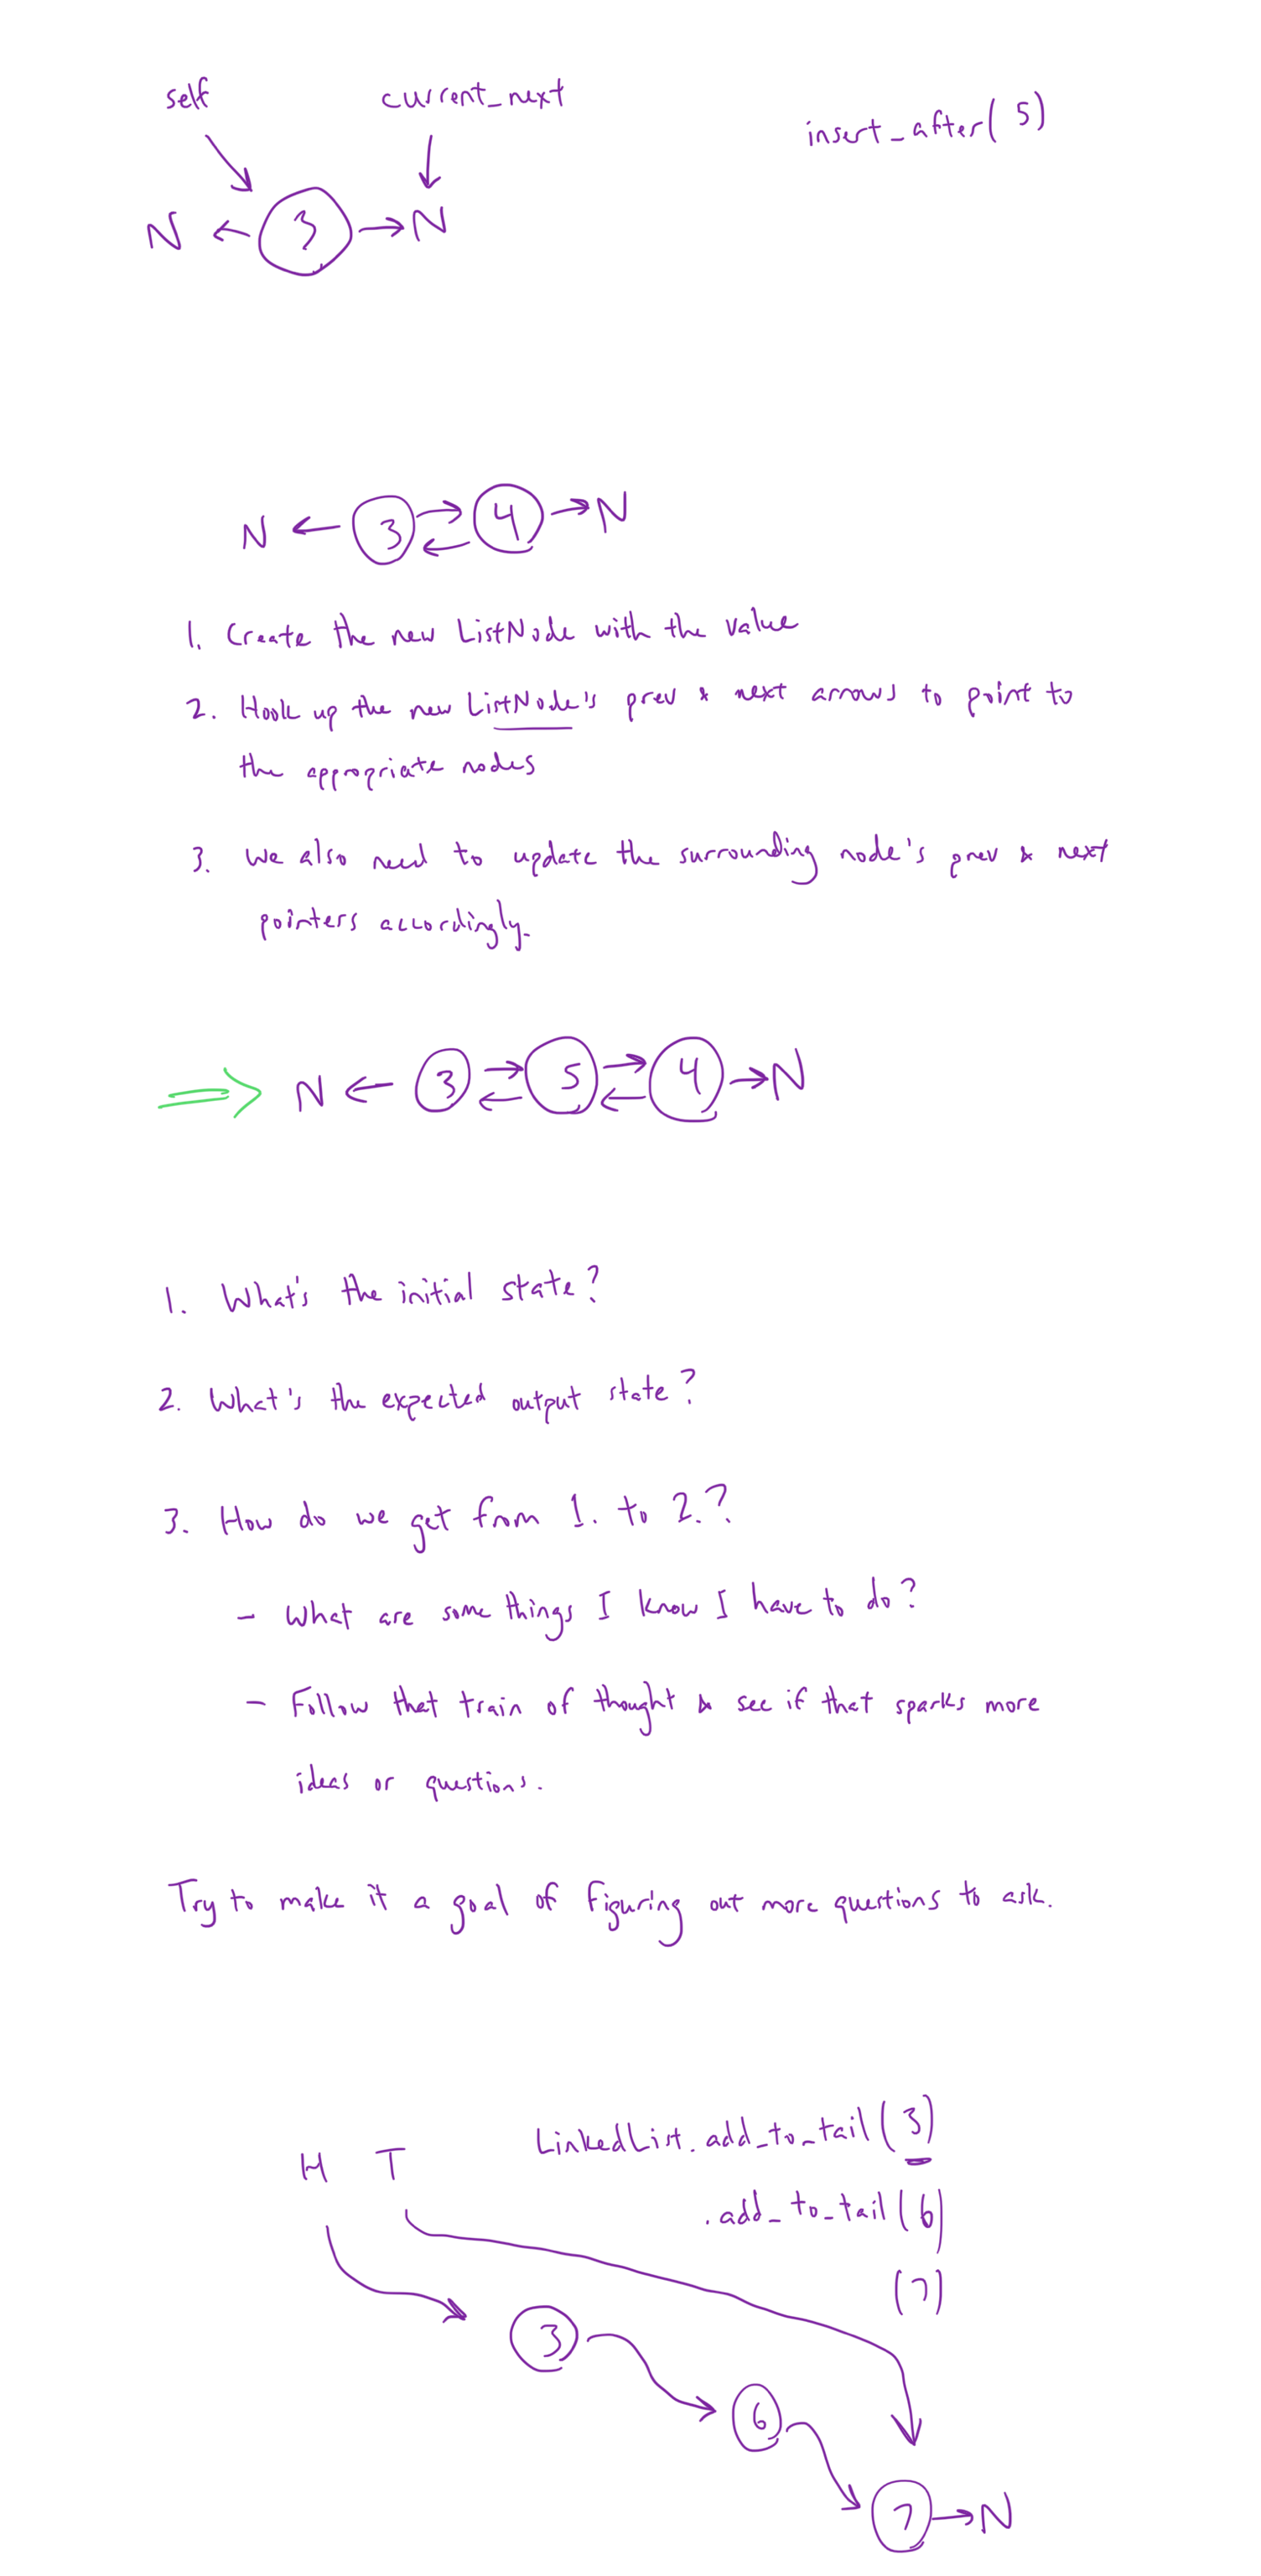 self current_next insert_after(5)
N ← 3 → N
N ← 3 4 → N
1. Create the new ListNode with the value
2. Hook up the new ListNode's prev & next arrows to point to
the appropriate nodes
3. We also need to update the surrounding node's prev & next
pointers accordingly.
⇒ N ← 3 5 4 → N
1. What's the initial state?
2. What's the expected output state?
3. How do we get from 1. to 2.?
- What are some things I know I have to do?
- Follow that train of thought & see if that sparks more
ideas or questions.
Try to make it a goal of figuring out more questions to ask.
H T LinkedList.add_to_tail(3)
.add_to_tail(6)
(7)
3
6
7 → N